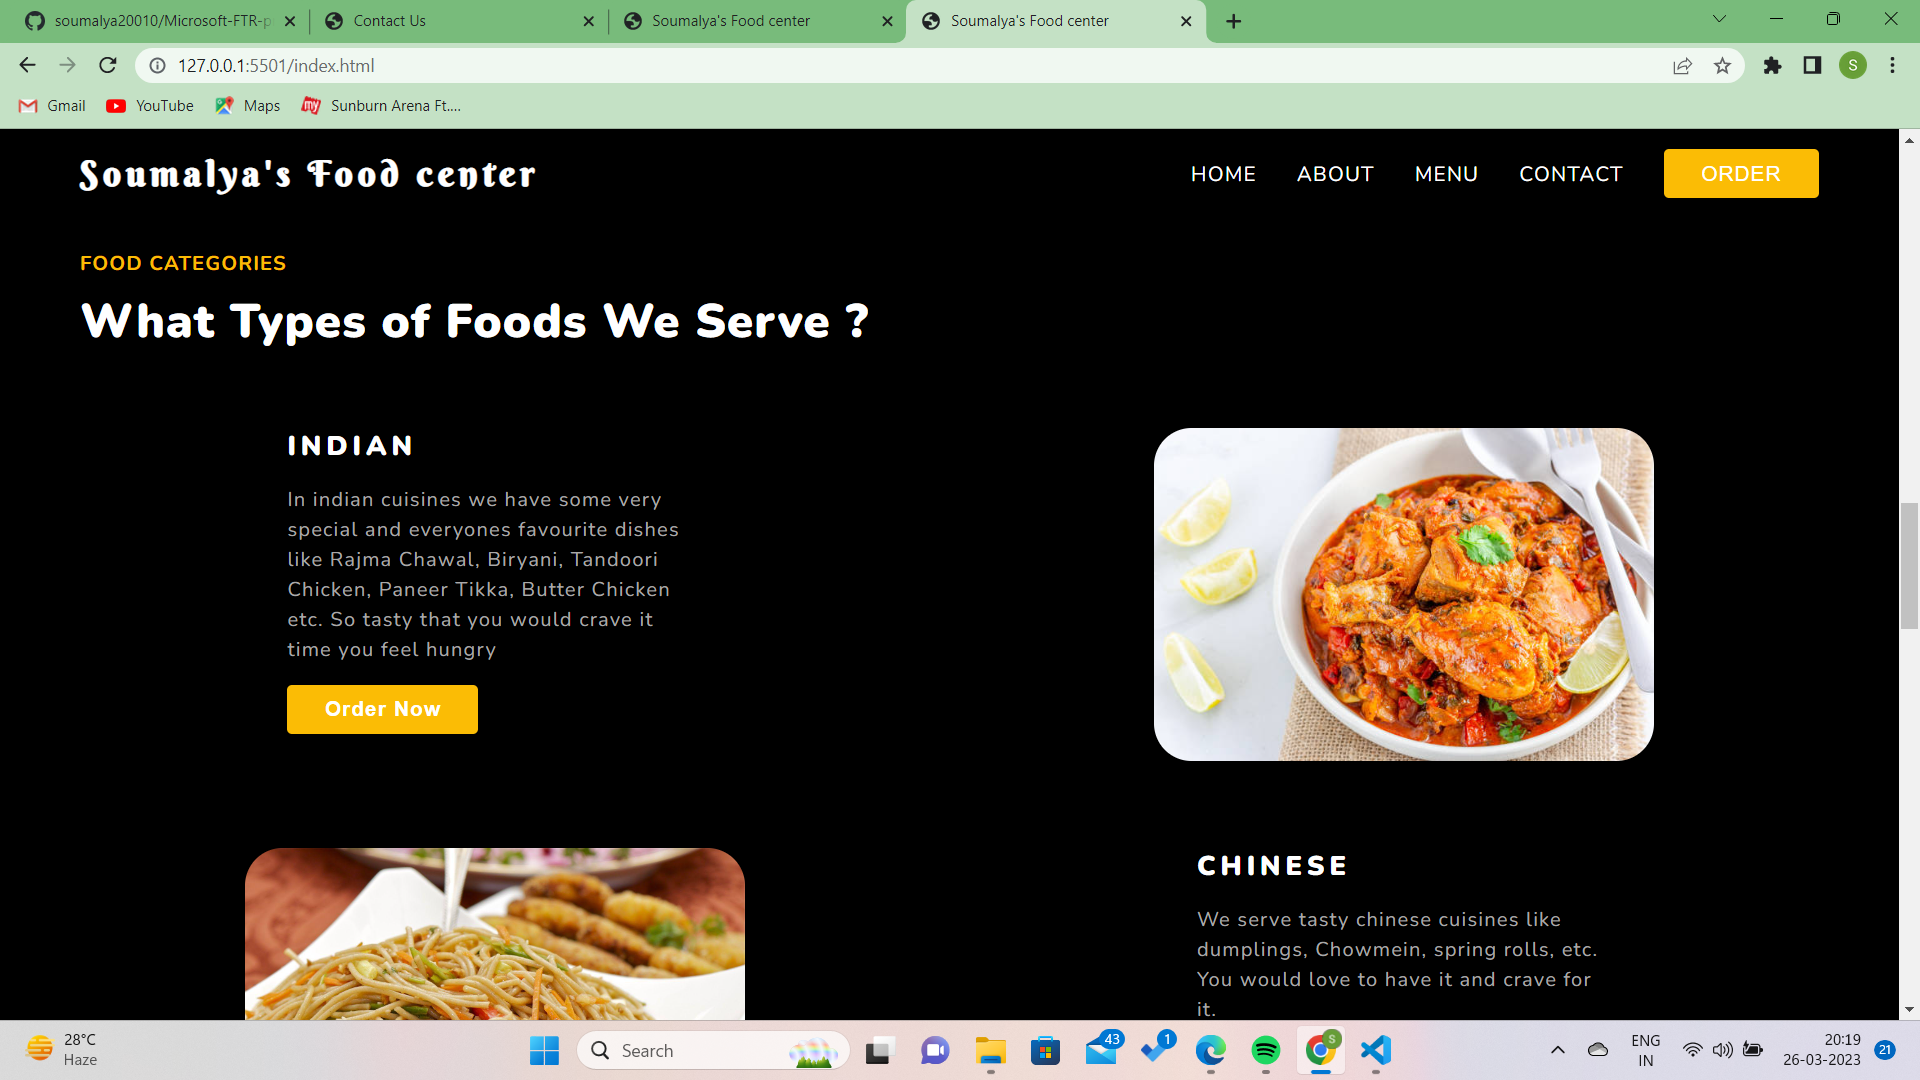 soumalya20010/Microsoft-FTR-p
Contact Us
Soumalya's Food center
Soumalya's Food center
127.0.0.1:5501/index.html
S
Gmail
YouTube
Maps
my
Sunburn Arena Ft....
Soumalya's Food center
HOME
ABOUT
MENU
CONTACT
ORDER
FOOD CATEGORIES
What Types of Foods We Serve ?
INDIAN
In indian cuisines we have some very
special and everyones favourite dishes
like Rajma Chawal, Biryani, Tandoori
Chicken, Paneer Tikka, Butter Chicken
etc. So tasty that you would crave it
time you feel hungry
Order Now
CHINESE
We serve tasty chinese cuisines like
dumplings, Chowmein, spring rolls, etc.
You would love to have it and crave for
it.
28°C
Haze
Search
43
1
S
ENG
IN
20:19
26-03-2023
21